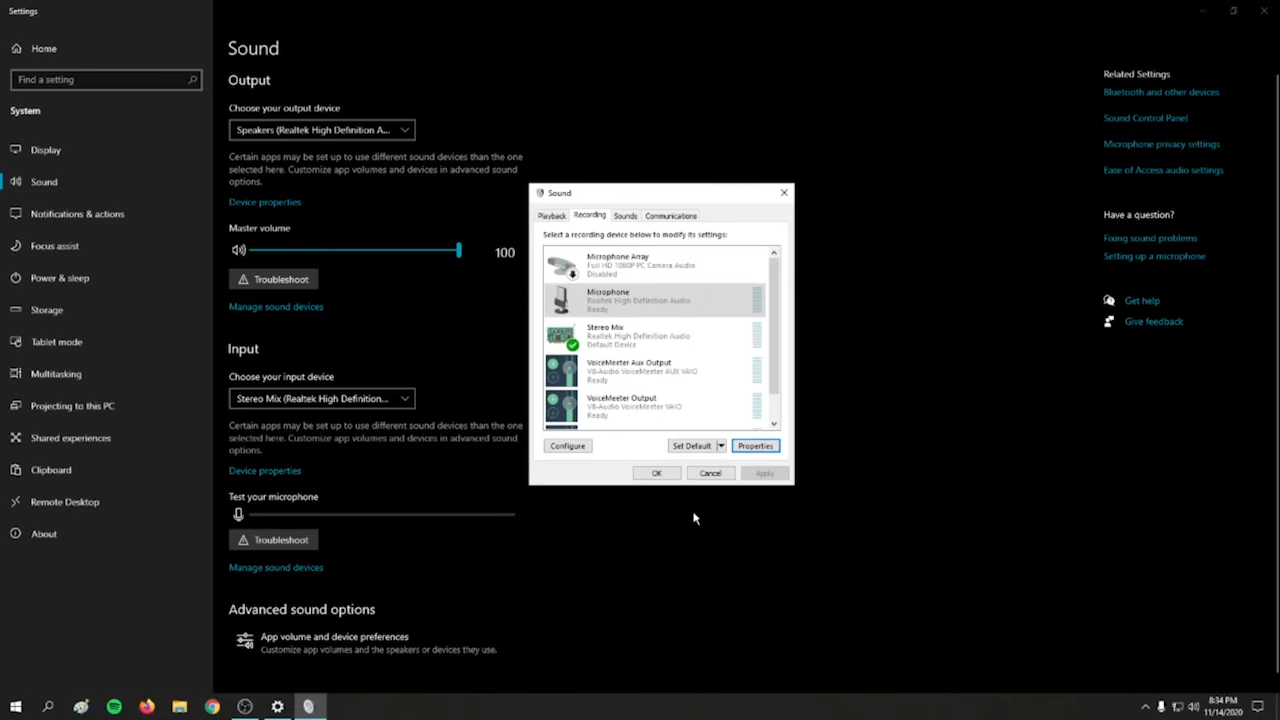 Settings
Home
Find a setting
System
Display
Sound
Notifications & actions
Focus assist
Power & sleep
Storage
Tablet mode
Multitasking
Projecting to this PC
Shared experiences
Clipboard
Remote Desktop
About
Sound
Output
Choose your output device
Speakers (Realtek High Definition A...
Certain apps may be set up to use different sound devices than the one
selected here. Customize app volumes and devices in advanced sound
options.
Device properties
Master volume
100
Troubleshoot
Manage sound devices
Input
Choose your input device
Stereo Mix (Realtek High Definition...
Certain apps may be set up to use different sound devices than the one
selected here. Customize app volumes and devices in advanced sound
options.
Device properties
Test your microphone
Troubleshoot
Manage sound devices
Advanced sound options
App volume and device preferences
Customize app volumes and the speakers or devices they use.
Sound
Playback Recording Sounds Communications
Select a recording device below to modify its settings:
Microphone Array
Full HD 1080P PC Camera Audio
Disabled
Microphone
Realtek High Definition Audio
Ready
Stereo Mix
Realtek High Definition Audio
Default Device
VoiceMeeter Aux Output
VB-Audio VoiceMeeter AUX VAIO
Ready
VoiceMeeter Output
VB-Audio VoiceMeeter VAIO
Ready
Configure Set Default Properties
OK Cancel Apply
Related Settings
Bluetooth and other devices
Sound Control Panel
Microphone privacy settings
Ease of Access audio settings
Have a question?
Fixing sound problems
Setting up a microphone
Get help
Give feedback
8:34 PM
11/14/2020